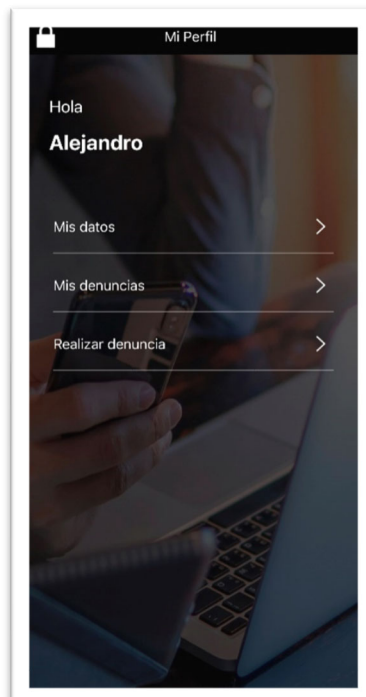 Mi Perfil
Hola
Alejandro
Mis datos
Mis denuncias
Realizar denuncia